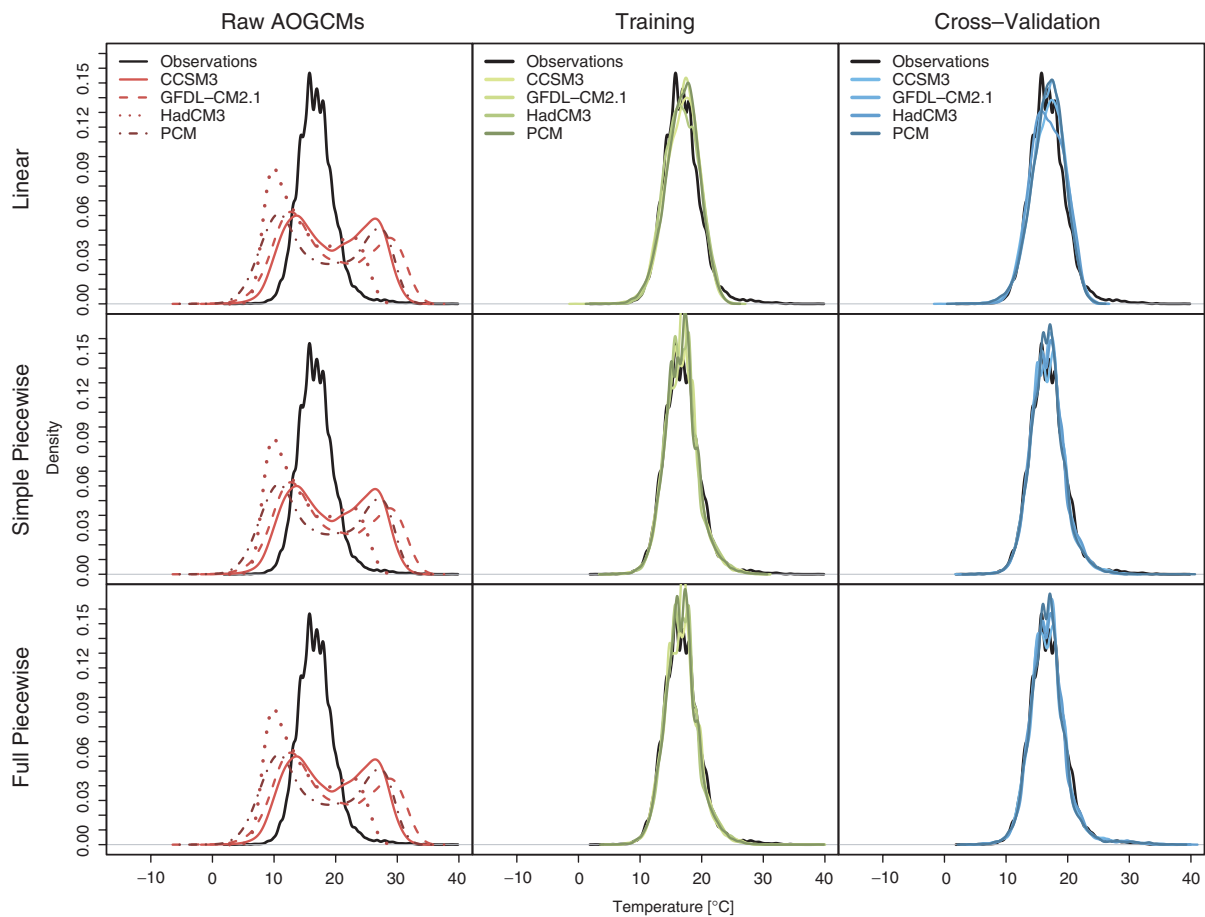 Raw AOGCMs
Training
Cross–Validation
Linear
0.00 0.03 0.06 0.09 0.12 0.15
Observations
CCSM3
GFDL–CM2.1
HadCM3
PCM
Observations
CCSM3
GFDL–CM2.1
HadCM3
PCM
Observations
CCSM3
GFDL–CM2.1
HadCM3
PCM
Simple Piecewise
Density
0.00 0.03 0.06 0.09 0.12 0.15
Full Piecewise
0.00 0.03 0.06 0.09 0.12 0.15
–10 0 10 20 30 40
–10 0 10 20 30 40
–10 0 10 20 30 40
Temperature [°C]